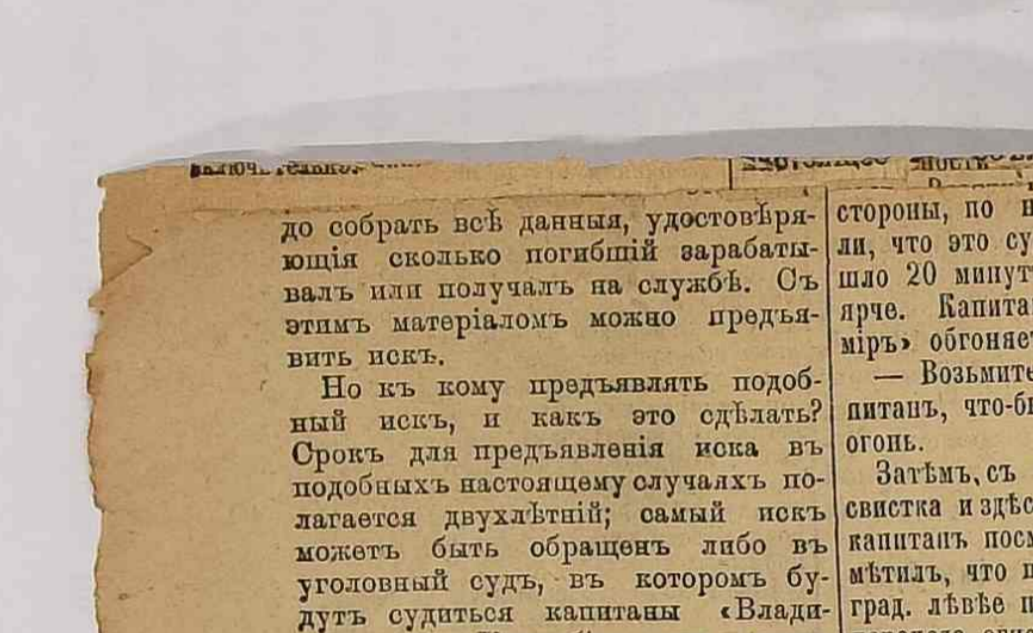 до собрать всѣ данныя, удостовѣря-
ющія сколько погибшій зарабаты-
валъ или получалъ на службѣ. Съ
этимъ матеріаломъ можно предъя-
вить искъ.
Но къ кому предъявлять подоб-
ный искъ, и какъ это сдѣлать?
Срокъ для предъявленія иска въ
подобныхъ настоящему случаяхъ по-
лагается двухлѣтній; самый искъ
можетъ быть обращенъ либо въ
уголовный судъ, въ которомъ бу-
дутъ судиться капитаны «Влади-
стороны, по
ли, что это
шло 20 минут
ярче. Капита
міръ» обгоняе
— Возьмите
питанъ, что-б
огонь.
Затѣмъ, съ
свистка и здѣс
капитанъ посм
мѣтилъ, что
град. лѣвѣе